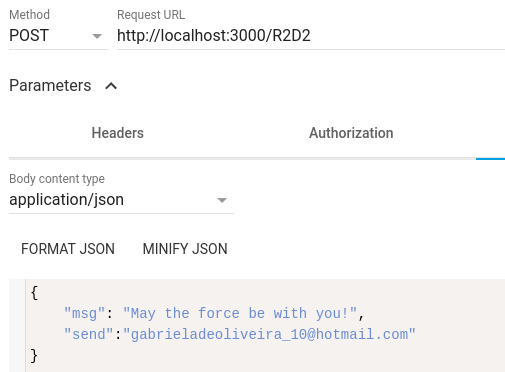 Method
Request URL
POST
http://localhost:3000/R2D2
Parameters
Headers
Authorization
Body content type
application/json
FORMAT JSON
MINIFY JSON
{
"msg": "May the force be with you!",
"send":"gabrieladeoliveira_10@hotmail.com"
}